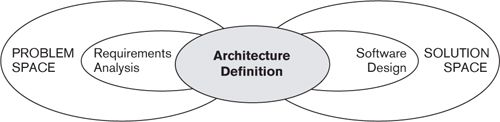 PROBLEM
SPACE
Requirements
Analysis
Architecture
Definition
Software
Design
SOLUTION
SPACE